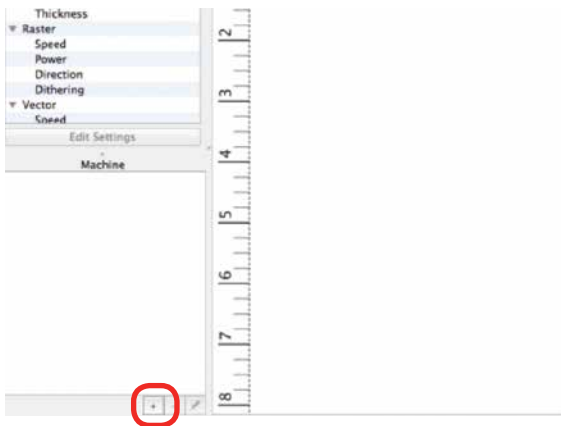 Thickness
Raster
Speed
Power
Direction
Dithering
Vector
Speed
Edit Settings
Machine
+
2
3
4
5
6
7
8